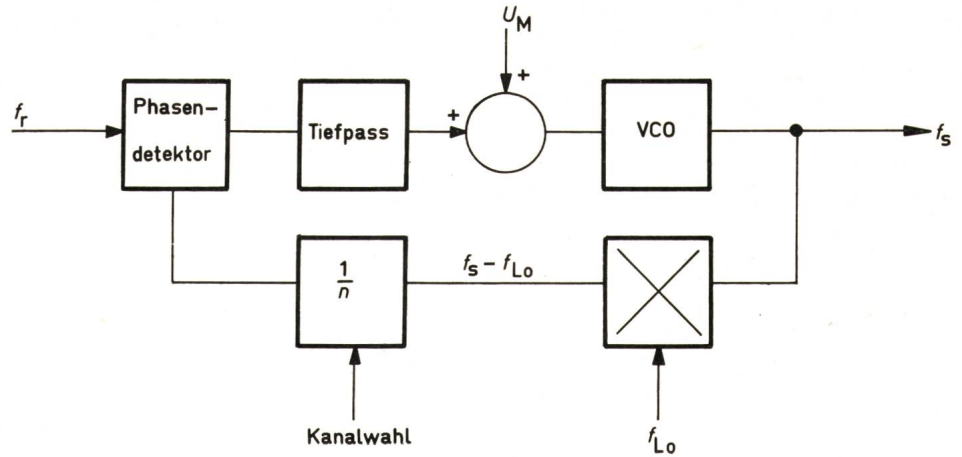 U_M
+
f_r
Phasen-
detektor
Tiefpass
+
VCO
f_s
1/n
f_s – f_Lo
Kanalwahl
f_Lo